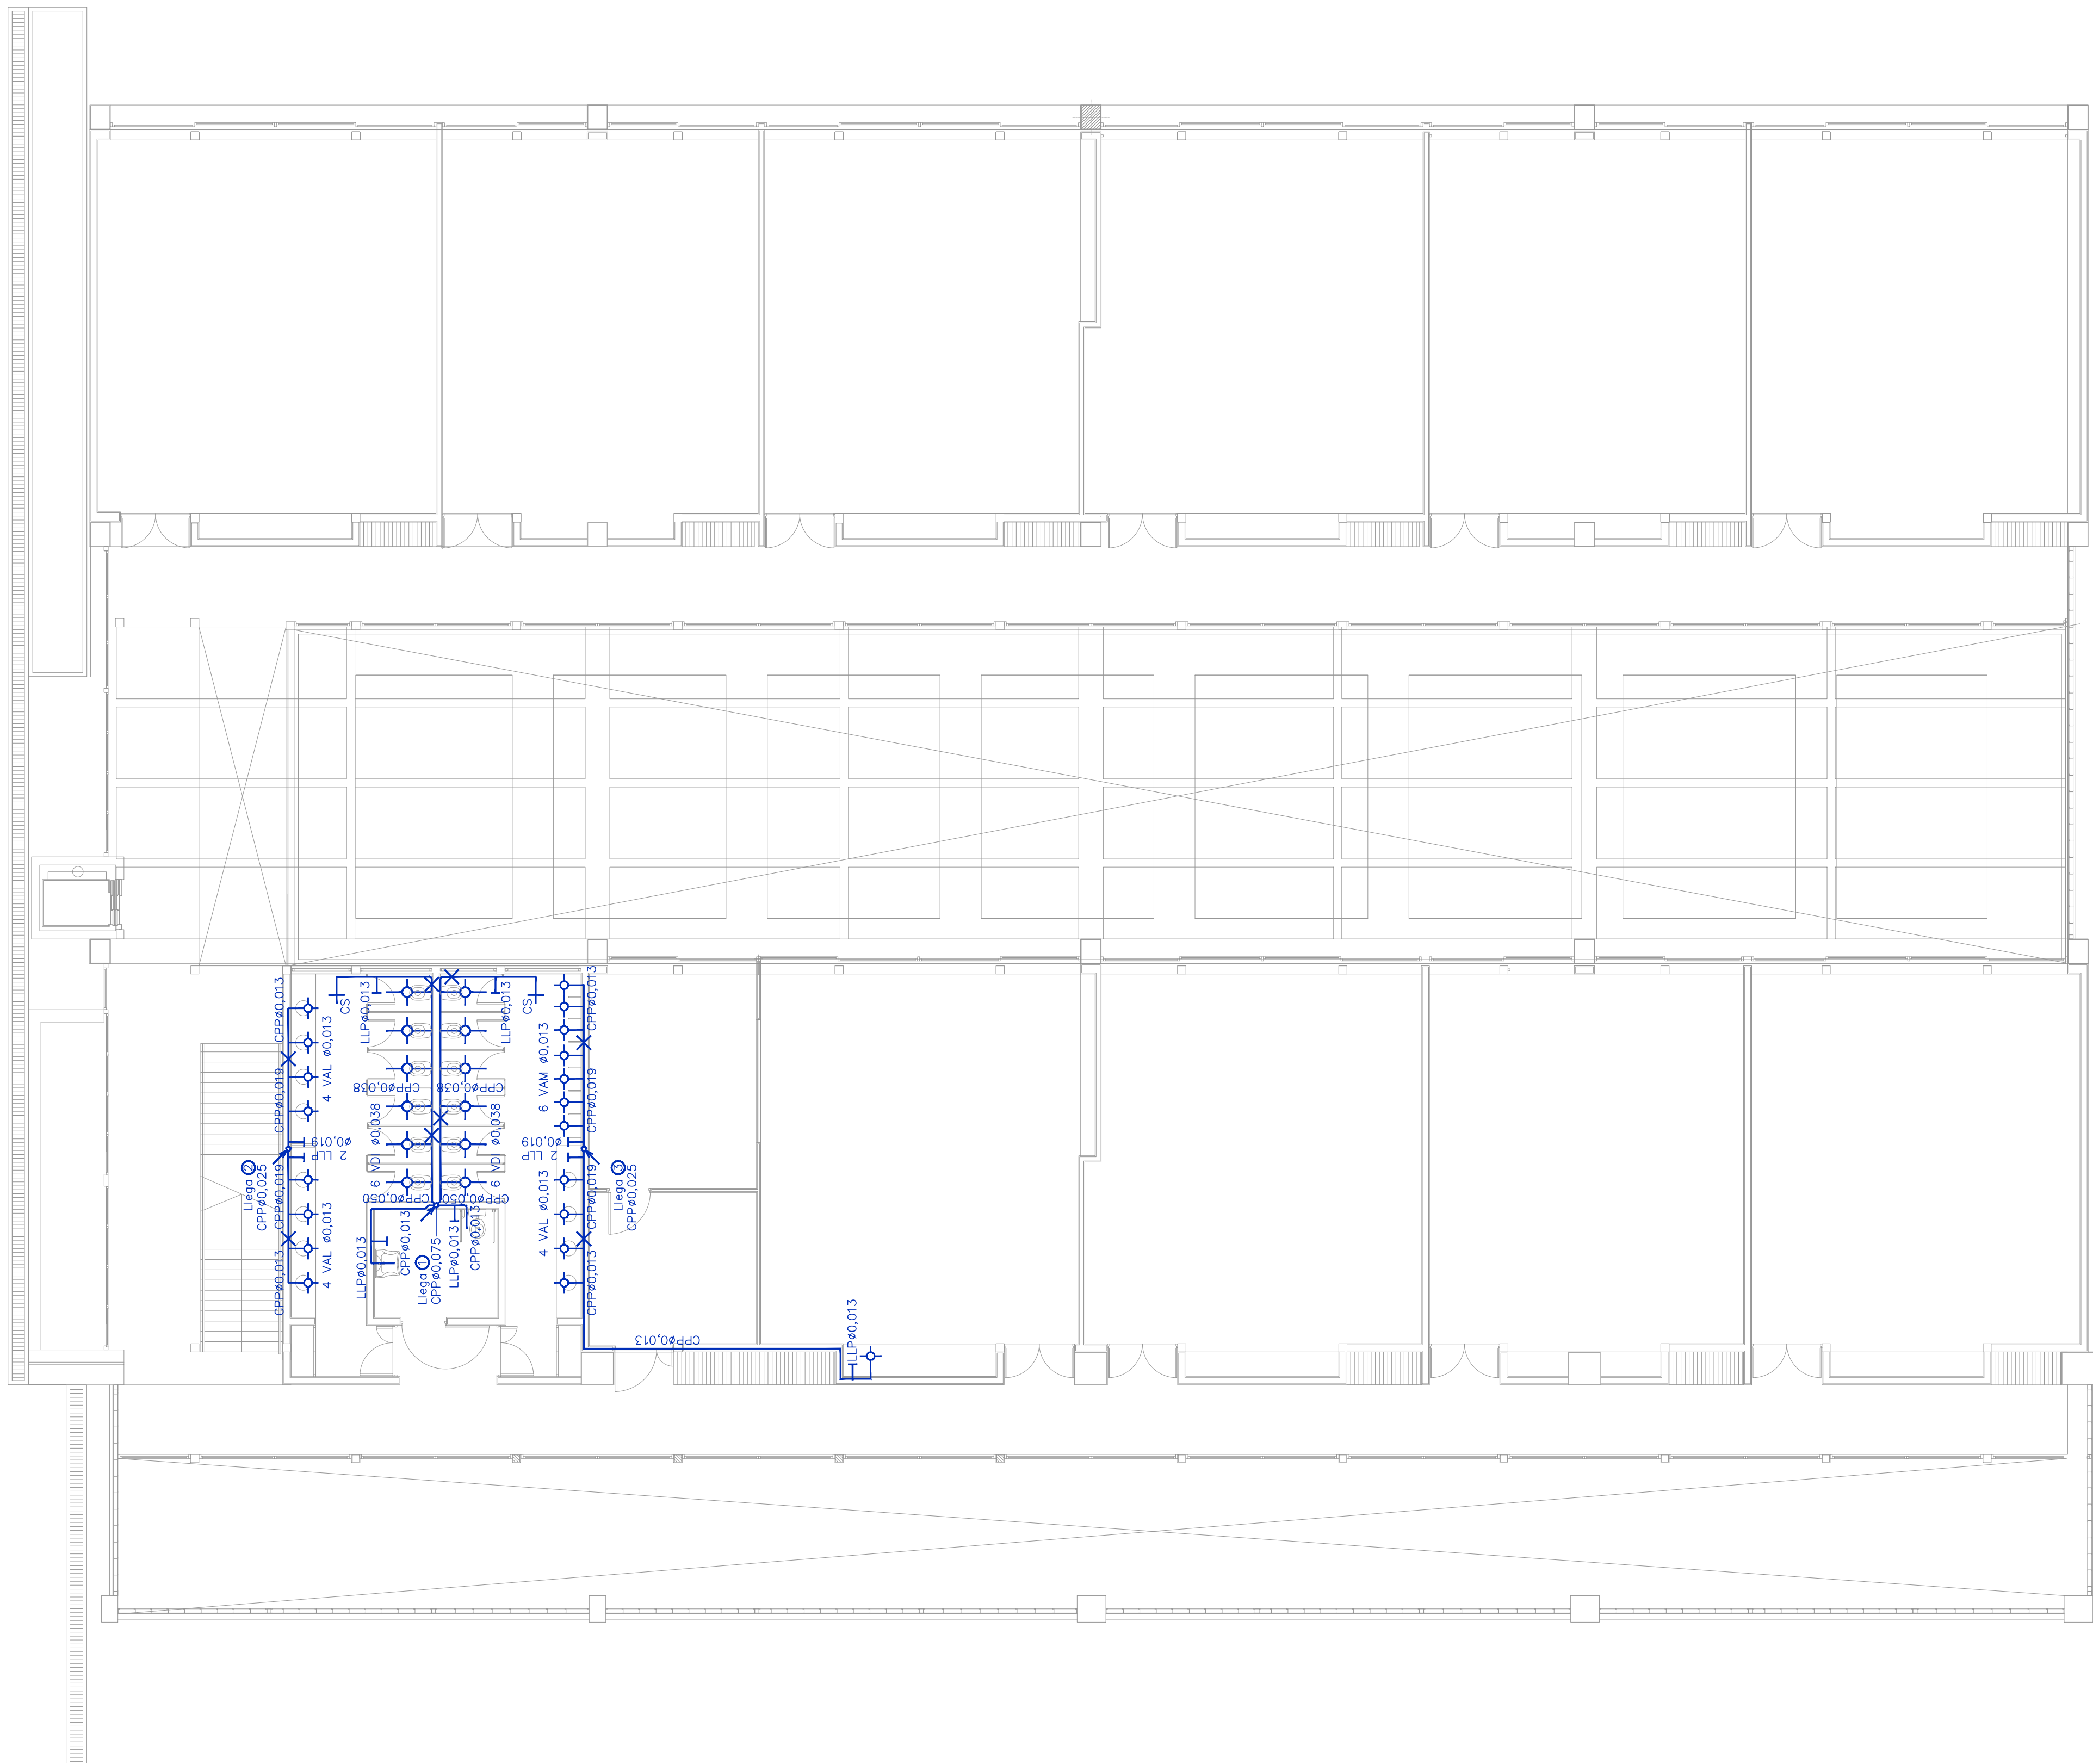 CPPØ0,013
CPPØ0,019
4 VAL Ø0,013
2 LLP
Ø0,019
Llega 2
CPPØ0,025
CPPØ0,019
4 VAL Ø0,013
CPPØ0,013
CS
LLPØ0,013
CPPØ0,038
6 VDI Ø0,038
CPPØ0,050
LLPØ0,013
CPPØ0,013
Llega 1
CPPØ0,075
LLPØ0,013
CPPØ0,013
CS
LLPØ0,013
CPPØ0,038
6 VDI Ø0,038
CPPØ0,050
CPPØ0,013
6 VAM Ø0,013
CPPØ0,019
2 LLP
Ø0,019
Llega 3
CPPØ0,025
CPPØ0,019
4 VAL Ø0,013
CPPØ0,013
CPPØ0,013
LLPØ0,013